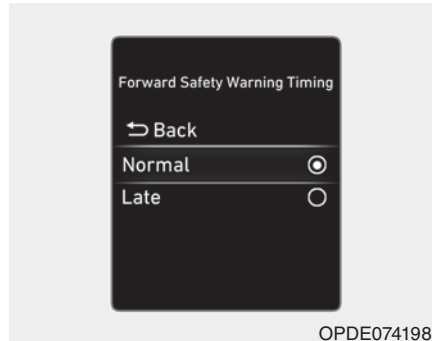 Forward Safety Warning Timing
Back
Normal
Late
OPDE074198